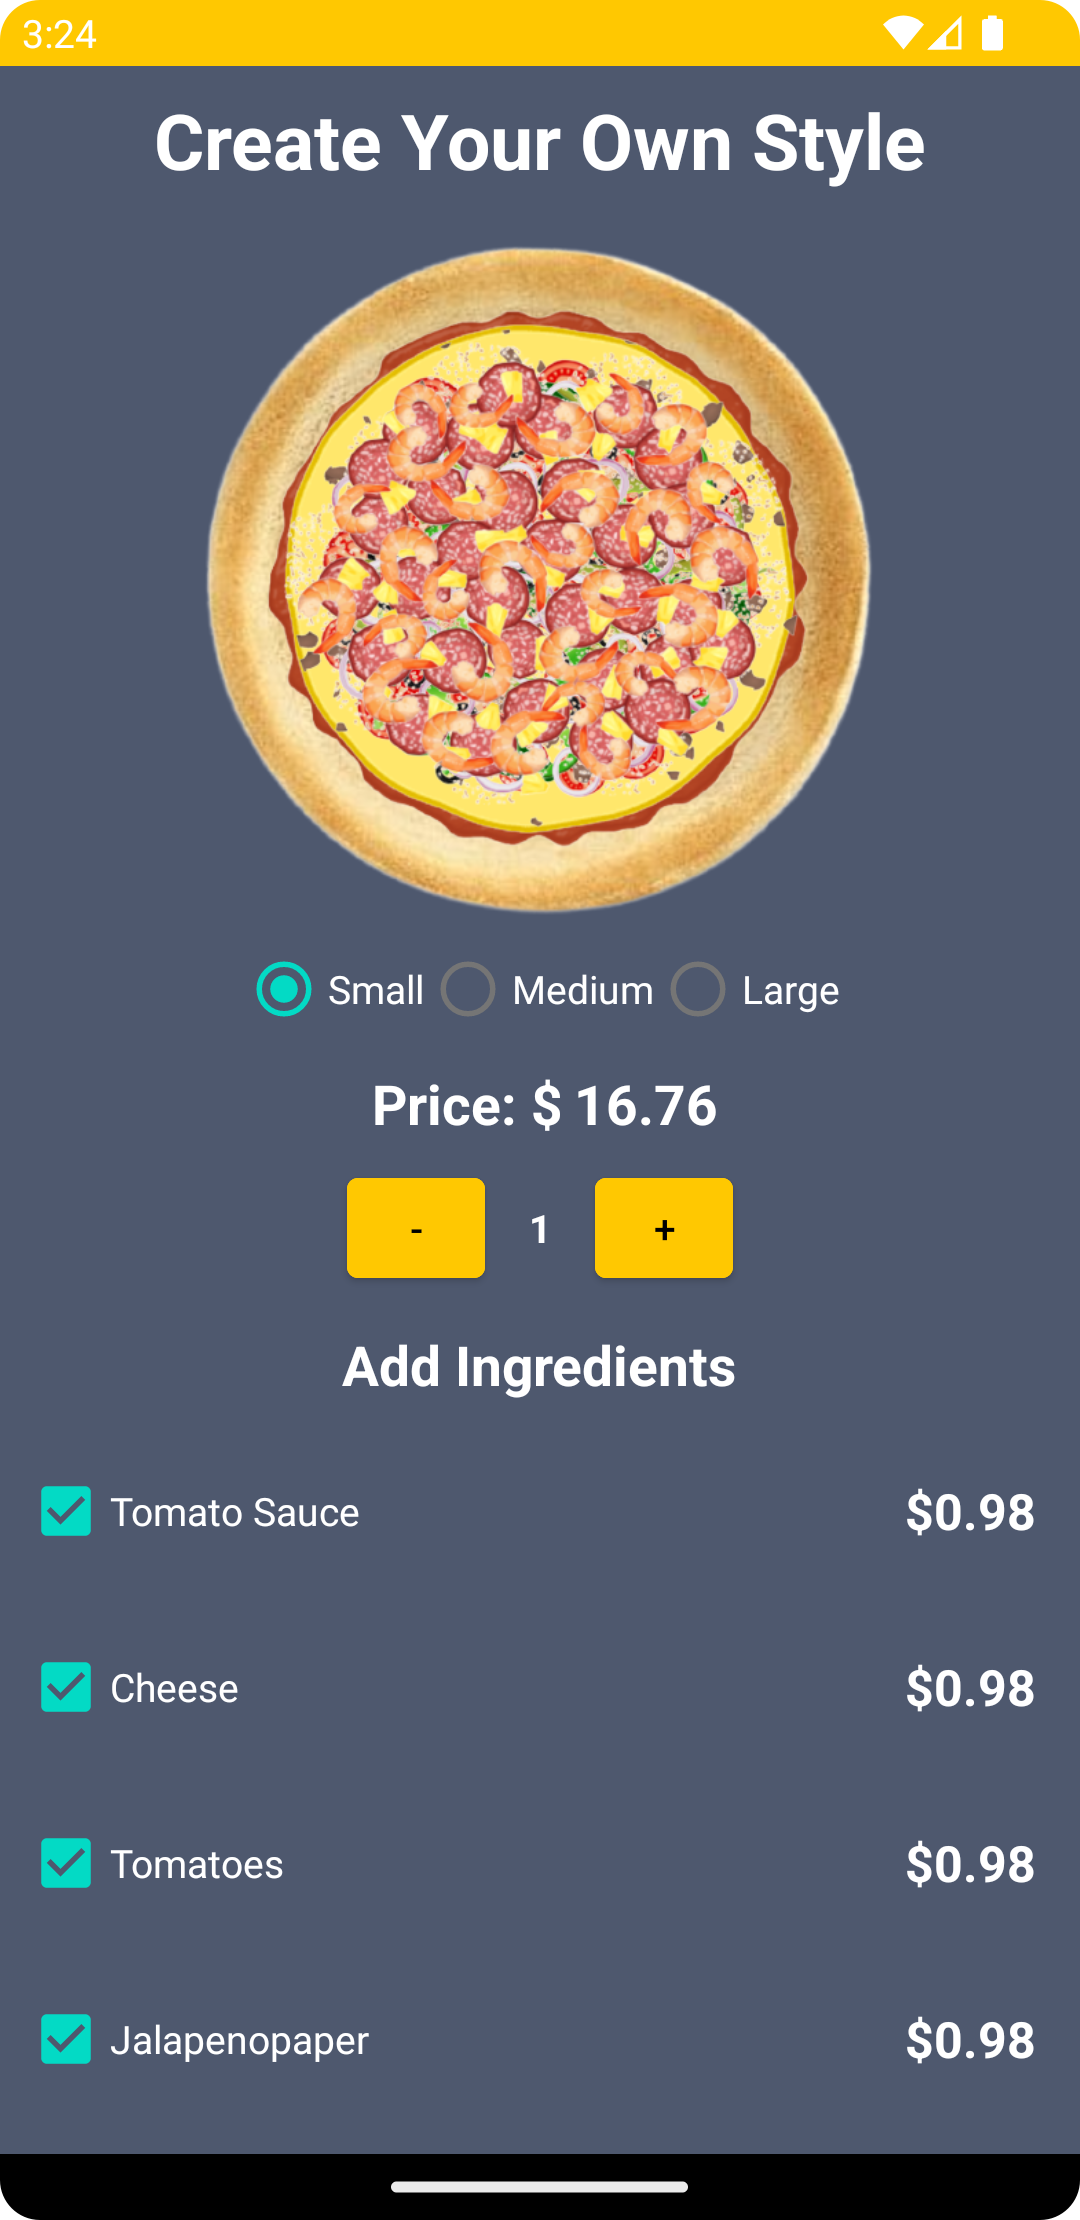 3:24
Create Your Own Style
Small Medium Large
Price: $ 16.76
- 1 +
Add Ingredients
Tomato Sauce $0.98
Cheese $0.98
Tomatoes $0.98
Jalapenopaper $0.98